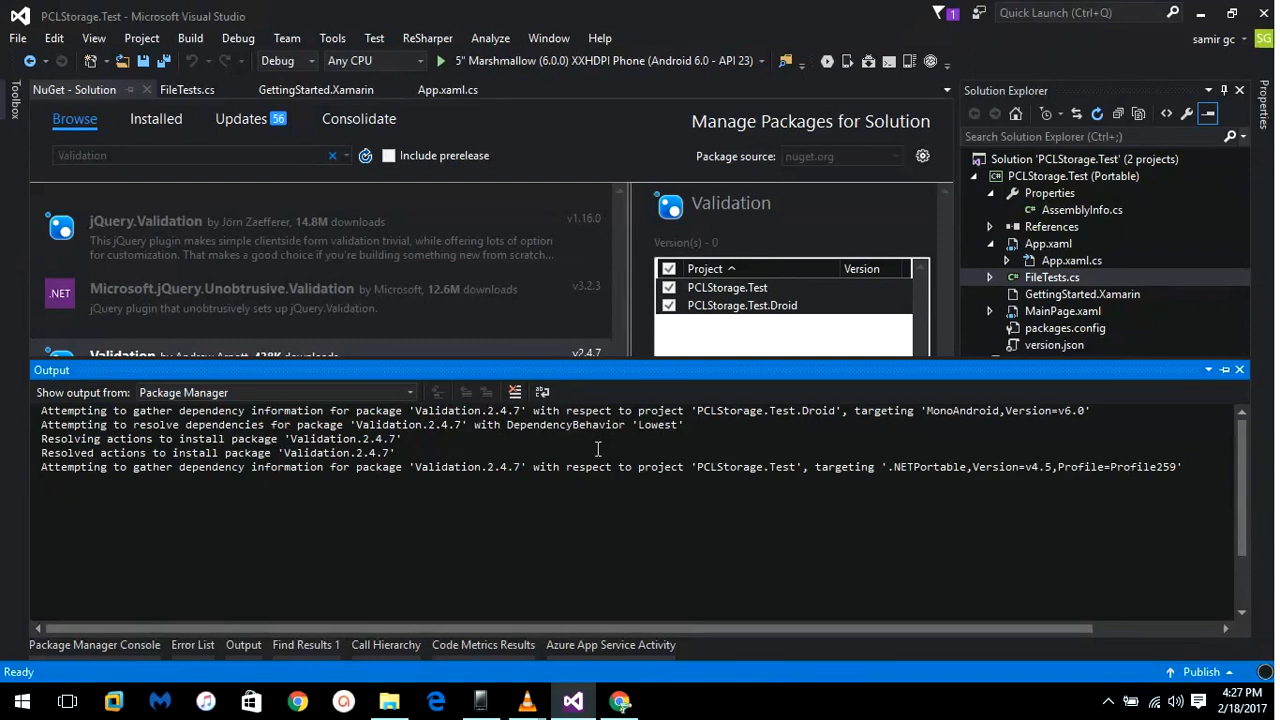 PCLStorage.Test - Microsoft Visual Studio
1
Quick Launch (Ctrl+Q)
File Edit View Project Build Debug Team Tools Test ReSharper Analyze Window Help
samir gc
SG
Debug
Any CPU
5" Marshmallow (6.0.0) XXHDPI Phone (Android 6.0 - API 23)
Toolbox
NuGet - Solution
FileTests.cs
GettingStarted.Xamarin
App.xaml.cs
Browse
Installed
Updates 56
Consolidate
Manage Packages for Solution
Validation
Include prerelease
Package source:
nuget.org
jQuery.Validation by Jörn Zaefferer, 14.8M downloads
v1.16.0
This jQuery plugin makes simple clientside form validation trivial, while offering lots of
option for customization. That makes a good choice if you're building something new from scratch…
.NET
Microsoft.jQuery.Unobtrusive.Validation by Microsoft, 12.6M downloads
v3.2.3
jQuery plugin that unobtrusively sets up jQuery.Validation.
Validation by Andrew Arnott, 438K downloads
v2.4.7
Validation
Version(s) - 0
Project
Version
PCLStorage.Test
PCLStorage.Test.Droid
Solution Explorer
Search Solution Explorer (Ctrl+;)
Solution 'PCLStorage.Test' (2 projects)
PCLStorage.Test (Portable)
Properties
AssemblyInfo.cs
References
App.xaml
App.xaml.cs
FileTests.cs
GettingStarted.Xamarin
MainPage.xaml
packages.config
version.json
Properties
Output
Show output from:
Package Manager
Attempting to gather dependency information for package 'Validation.2.4.7' with respect to project 'PCLStorage.Test.Droid', targeting 'MonoAndroid,Version=v6.0'
Attempting to resolve dependencies for package 'Validation.2.4.7' with DependencyBehavior 'Lowest'
Resolving actions to install package 'Validation.2.4.7'
Resolved actions to install package 'Validation.2.4.7'
Attempting to gather dependency information for package 'Validation.2.4.7' with respect to project 'PCLStorage.Test', targeting '.NETPortable,Version=v4.5,Profile=Profile259'
Package Manager Console
Error List
Output
Find Results 1
Call Hierarchy
Code Metrics Results
Azure App Service Activity
Ready
Publish
4:27 PM
2/18/2017